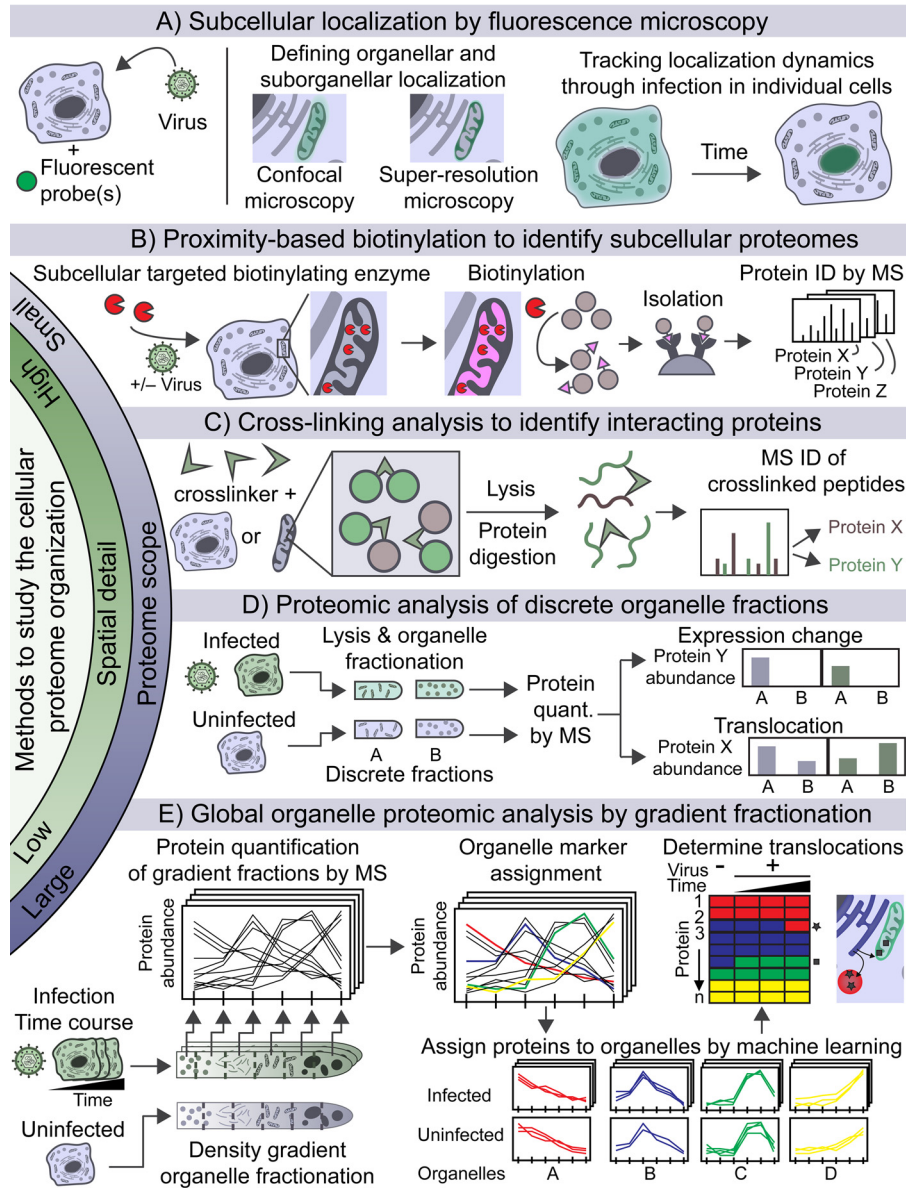 A) Subcellular localization by fluorescence microscopy
Virus
+
Fluorescent
probe(s)
Defining organellar and
suborganellar localization
Confocal
microscopy
Super-resolution
microscopy
Tracking localization dynamics
through infection in individual cells
Time
B) Proximity-based biotinylation to identify subcellular proteomes
Subcellular targeted biotinylating enzyme
+/– Virus
Biotinylation
Isolation
Protein ID by MS
Protein X
Protein Y
Protein Z
Methods to study the cellular
proteome organization
Spatial detail
High
Low
Proteome scope
Small
Large
C) Cross-linking analysis to identify interacting proteins
crosslinker +
or
Lysis
Protein
digestion
MS ID of
crosslinked peptides
Protein X
Protein Y
D) Proteomic analysis of discrete organelle fractions
Infected
Uninfected
Lysis & organelle
fractionation
A B
Discrete fractions
Protein
quant.
by MS
Expression change
Protein Y
abundance
A B A B
Translocation
Protein X
abundance
A B A B
E) Global organelle proteomic analysis by gradient fractionation
Protein quantification
of gradient fractions by MS
Protein
abundance
Infection
Time course
Time
Uninfected
Density gradient
organelle fractionation
Organelle marker
assignment
Protein
abundance
Determine translocations
Virus – +
Time
Protein
1
2
3
n
Assign proteins to organelles by machine learning
Infected
Uninfected
Organelles A B C D